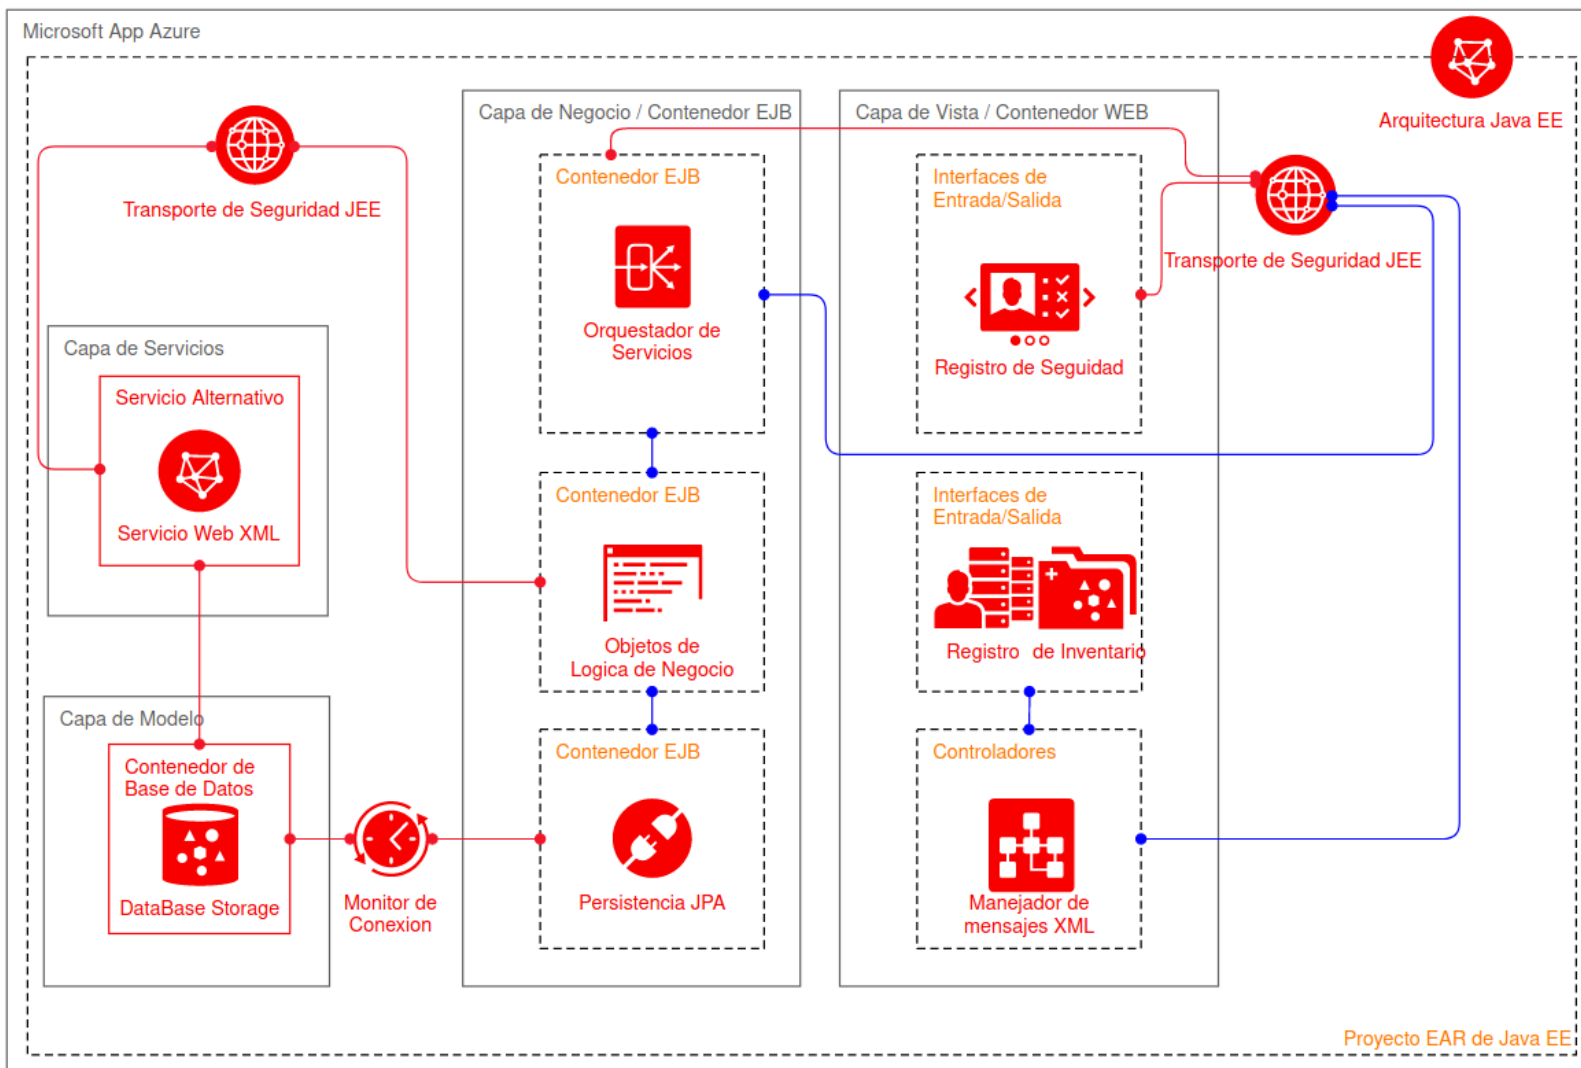 Microsoft App Azure
Arquitectura Java EE
Transporte de Seguridad JEE
Capa de Negocio / Contenedor EJB
Contenedor EJB
Orquestador de
Servicios
Contenedor EJB
Objetos de
Logica de Negocio
Contenedor EJB
Persistencia JPA
Capa de Vista / Contenedor WEB
Interfaces de
Entrada/Salida
Registro de Seguidad
Interfaces de
Entrada/Salida
Registro de Inventario
Controladores
Manejador de
mensajes XML
Transporte de Seguridad JEE
Capa de Servicios
Servicio Alternativo
Servicio Web XML
Capa de Modelo
Contenedor de
Base de Datos
DataBase Storage
Monitor de
Conexion
Proyecto EAR de Java EE